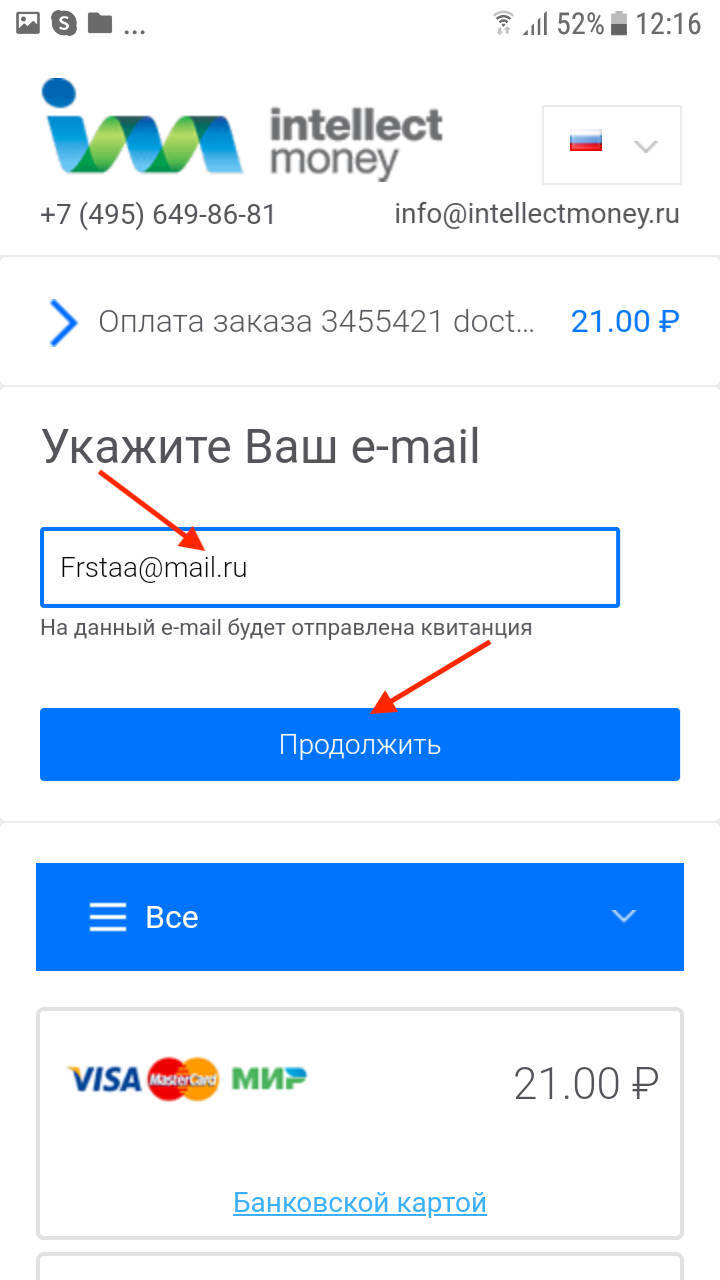 ... 52% 12:16
intellect
money
+7 (495) 649-86-81 info@intellectmoney.ru
Оплата заказа 3455421 doct... 21.00 ₽
Укажите Ваш e-mail
Frstaa@mail.ru
На данный e-mail будет отправлена квитанция
Продолжить
Все
VISA MasterCard МИР 21.00 ₽
Банковской картой